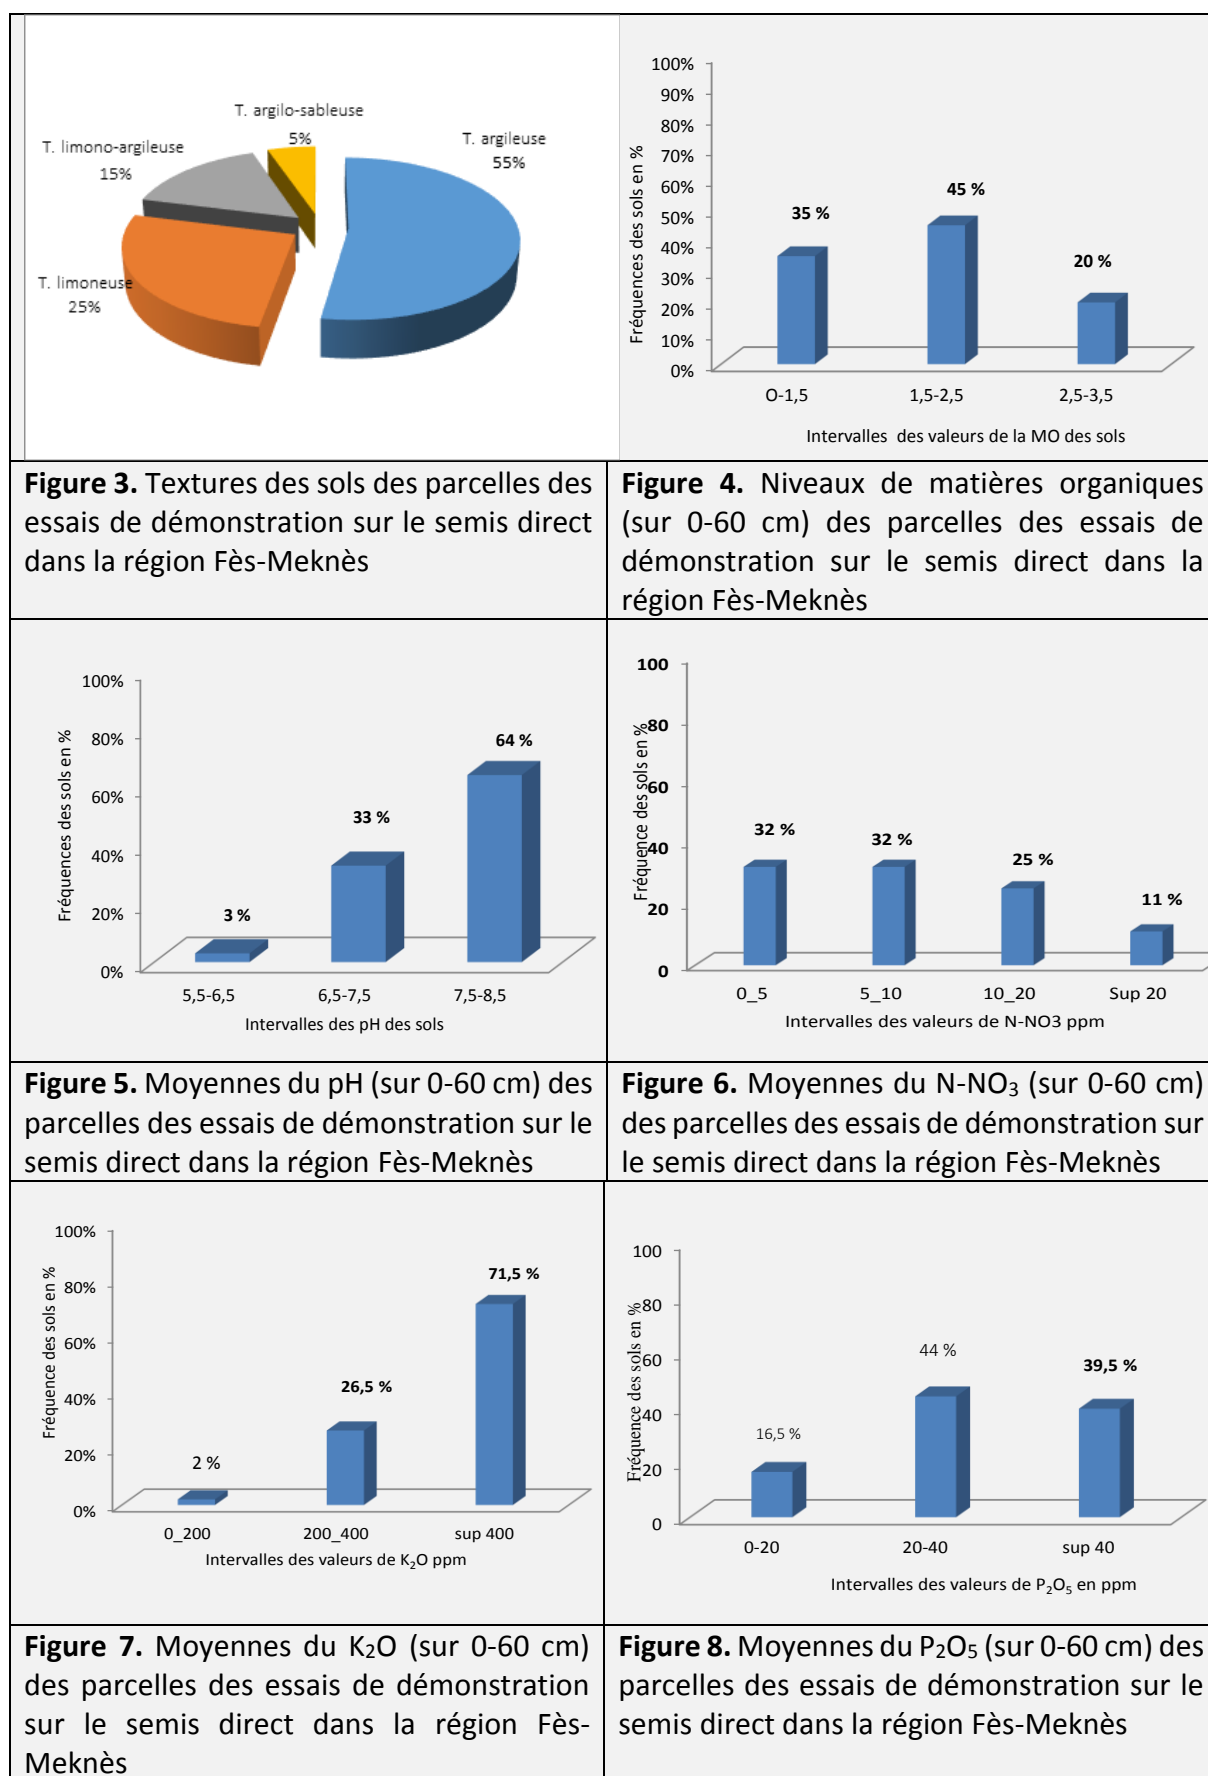 T. argilo-sableuse
5%
T. argileuse
55%
T. limono-argileuse
15%
T. limoneuse
25%
Fréquences des sols en %
100%
90%
80%
70%
60%
50%
40%
30%
20%
10%
0%
35 %
45 %
20 %
O-1,5
1,5-2,5
2,5-3,5
Intervalles des valeurs de la MO des sols
Figure 3. Textures des sols des parcelles des
essais de démonstration sur le semis direct
dans la région Fès-Meknès
Figure 4. Niveaux de matières organiques
(sur 0-60 cm) des parcelles des essais de
démonstration sur le semis direct dans la
région Fès-Meknès
Fréquences des sols en %
100%
80%
60%
40%
20%
0%
3 %
33 %
64 %
5,5-6,5
6,5-7,5
7,5-8,5
Intervalles des pH des sols
Fréquence des sols en %
100
80
60
40
20
0
32 %
32 %
25 %
11 %
0_5
5_10
10_20
Sup 20
Intervalles des valeurs de N-NO3 ppm
Figure 5. Moyennes du pH (sur 0-60 cm) des
parcelles des essais de démonstration sur le
semis direct dans la région Fès-Meknès
Figure 6. Moyennes du N-NO₃ (sur 0-60 cm)
des parcelles des essais de démonstration sur
le semis direct dans la région Fès-Meknès
Fréquence des sols en %
100%
80%
60%
40%
20%
0%
2 %
26,5 %
71,5 %
0_200
200_400
sup 400
Intervalles des valeurs de K₂O ppm
Fréquence des sols en %
100
80
60
40
20
0
16,5 %
44 %
39,5 %
0-20
20-40
sup 40
Intervalles des valeurs de P₂O₅ en ppm
Figure 7. Moyennes du K₂O (sur 0-60 cm)
des parcelles des essais de démonstration
sur le semis direct dans la région Fès-
Meknès
Figure 8. Moyennes du P₂O₅ (sur 0-60 cm) des
parcelles des essais de démonstration sur le
semis direct dans la région Fès-Meknès